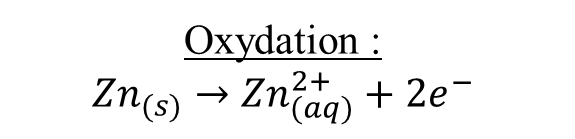 Oxydation :
Zn(s) → Zn²⁺(aq) + 2e⁻